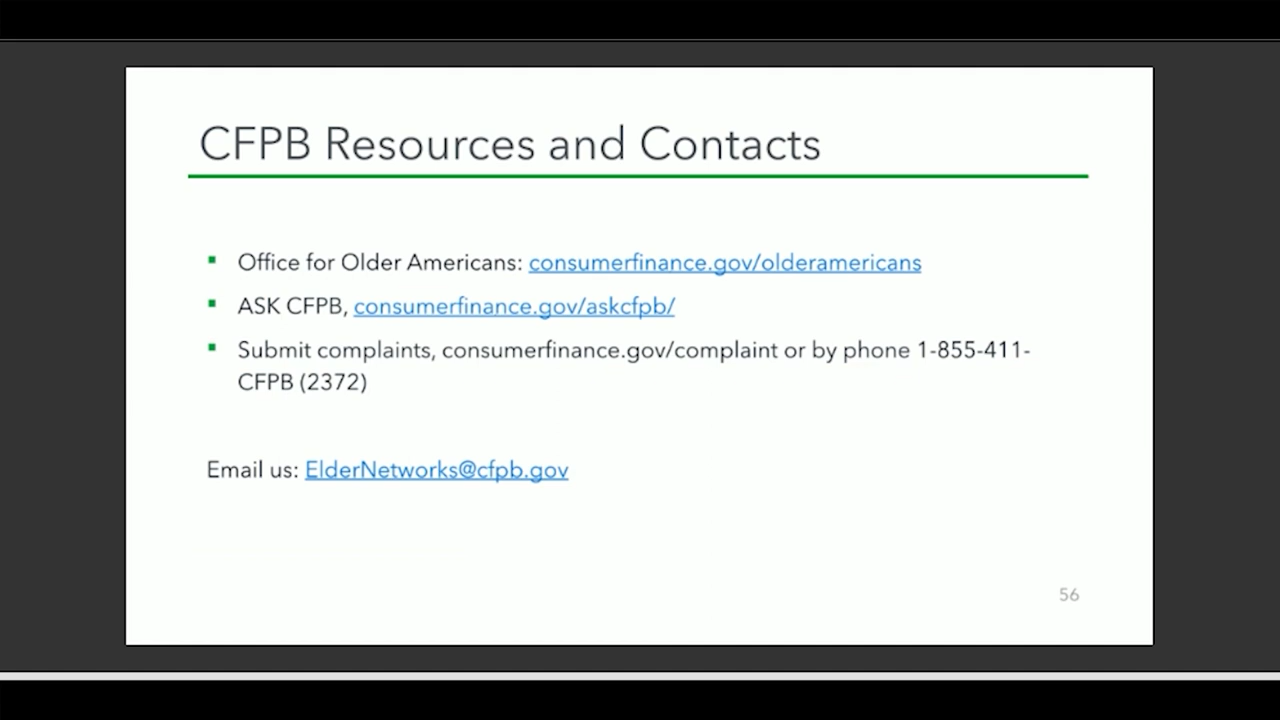 CFPB Resources and Contacts
Office for Older Americans: consumerfinance.gov/olderamericans
ASK CFPB, consumerfinance.gov/askcfpb/
Submit complaints, consumerfinance.gov/complaint or by phone 1-855-411-
CFPB (2372)
Email us: ElderNetworks@cfpb.gov
56